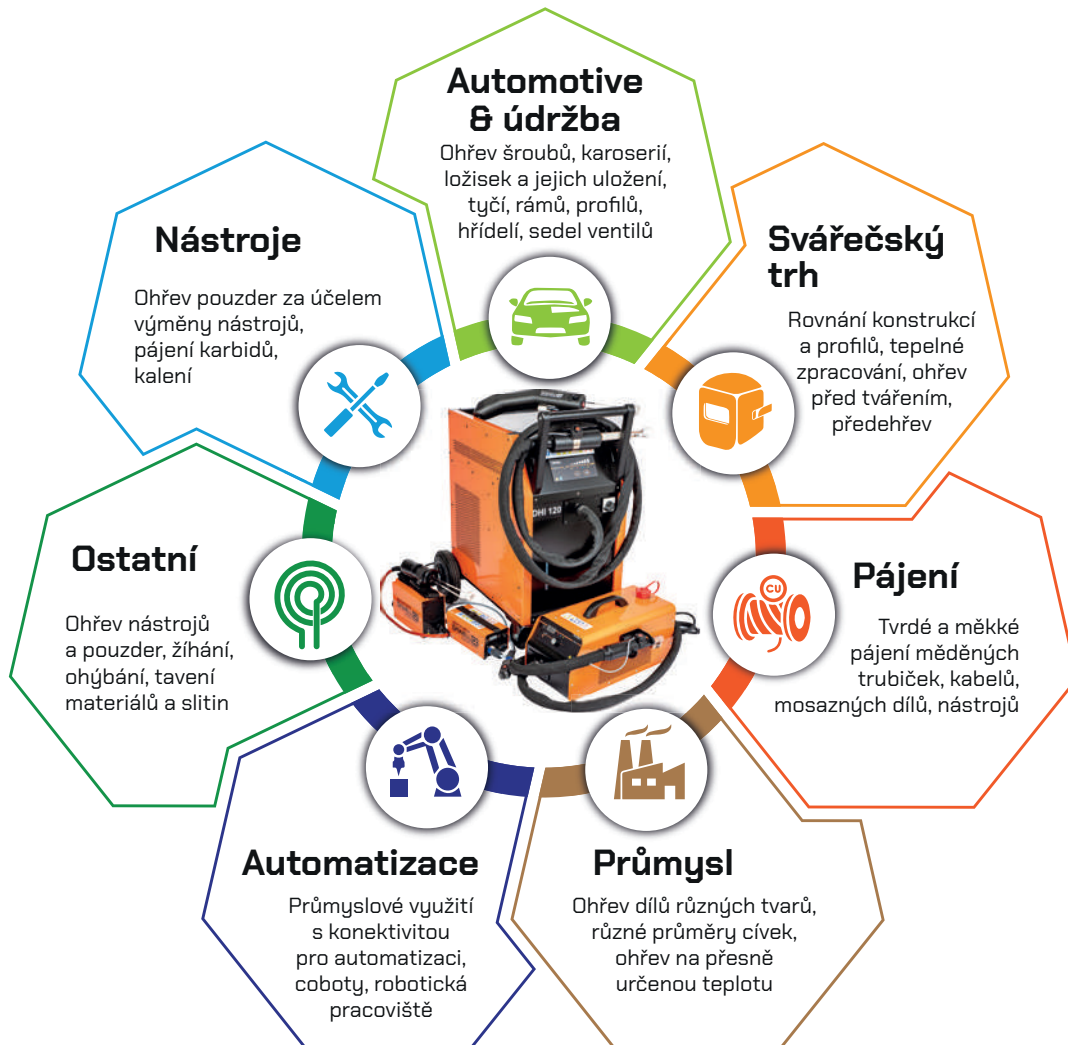 Automotive
& údržba
Ohřev šroubů, karoserií,
ložisek a jejich uložení,
tyčí, rámů, profilů,
hřídelí, sedel ventilů
Svářečský
trh
Rovnání konstrukcí
a profilů, tepelné
zpracování, ohřev
před tvářením,
předehřev
Pájení
Tvrdé a měkké
pájení měděných
trubiček, kabelů,
mosazných dílů, nástrojů
CU
Průmysl
Ohřev dílů různých tvarů,
různé průměry cívek,
ohřev na přesně
určenou teplotu
Automatizace
Průmyslové využití
s konektivitou
pro automatizaci,
coboty, robotická
pracoviště
Ostatní
Ohřev nástrojů
a pouzder, žíhání,
ohýbání, tavení
materiálů a slitin
Nástroje
Ohřev pouzder za účelem
výměny nástrojů,
pájení karbidů,
kalení
DHI 120